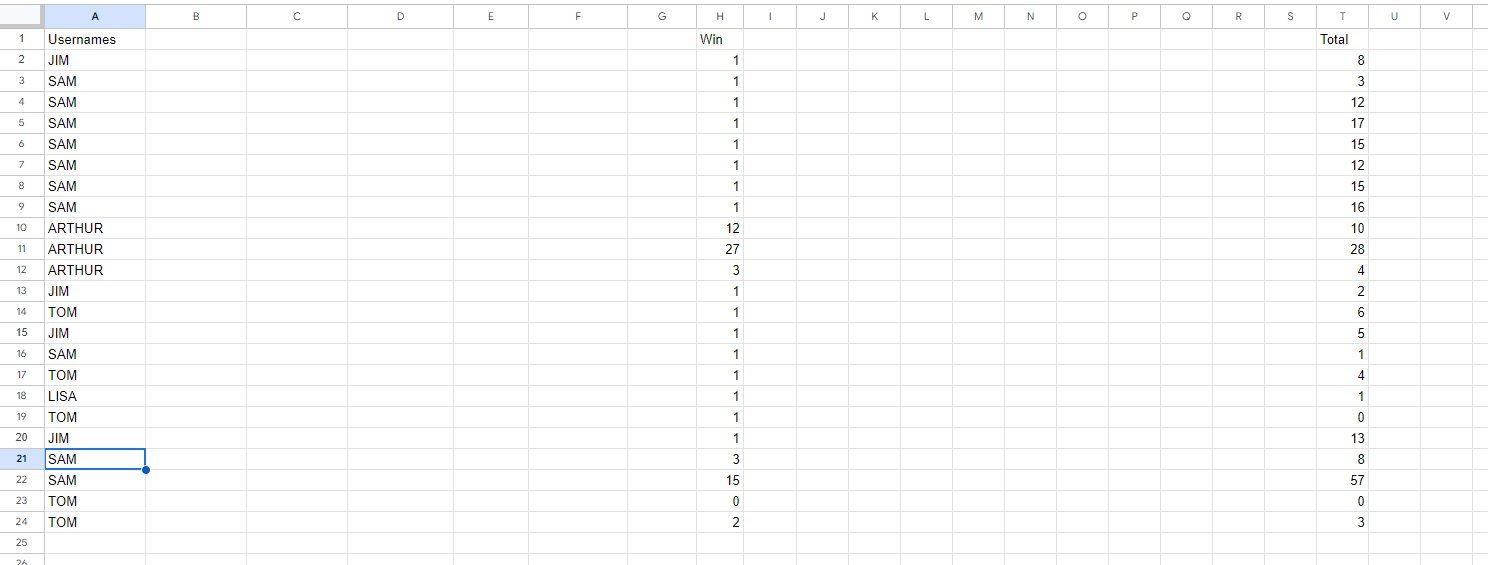 A B C D E F G H I J K L M N O P Q R S T U V
1 Usernames Win Total
2 JIM 1 8
3 SAM 1 3
4 SAM 1 12
5 SAM 1 17
6 SAM 1 15
7 SAM 1 12
8 SAM 1 15
9 SAM 1 16
10 ARTHUR 12 10
11 ARTHUR 27 28
12 ARTHUR 3 4
13 JIM 1 2
14 TOM 1 6
15 JIM 1 5
16 SAM 1 1
17 TOM 1 4
18 LISA 1 1
19 TOM 1 0
20 JIM 1 13
21 SAM 3 8
22 SAM 15 57
23 TOM 0 0
24 TOM 2 3
25
26